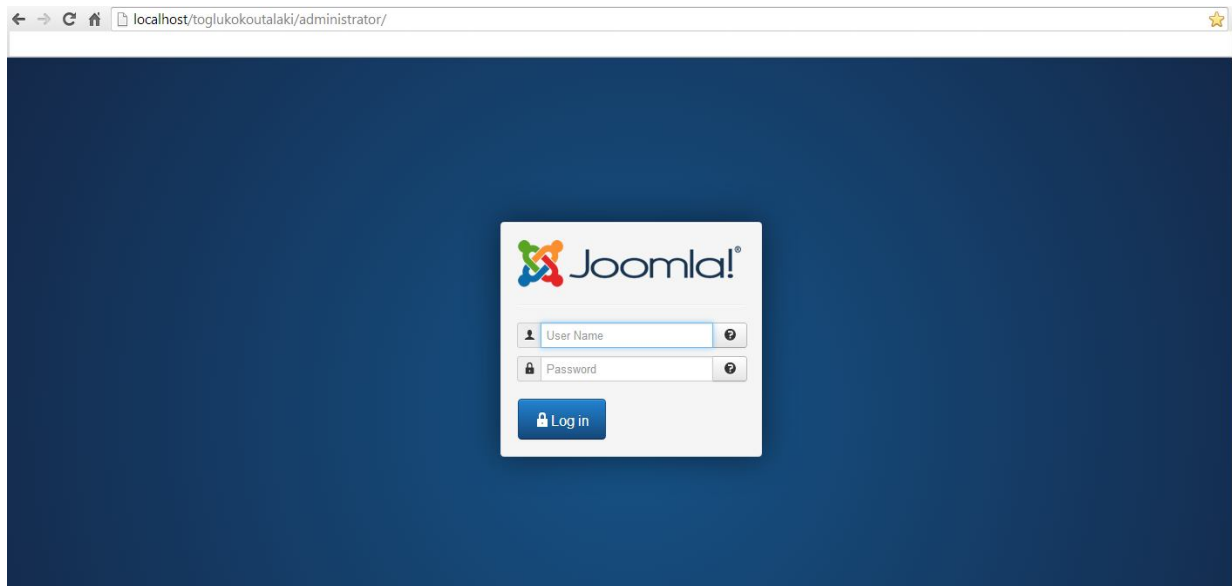 localhost/toglukokoutalaki/administrator/
Joomla!®
User Name
Password
Log in